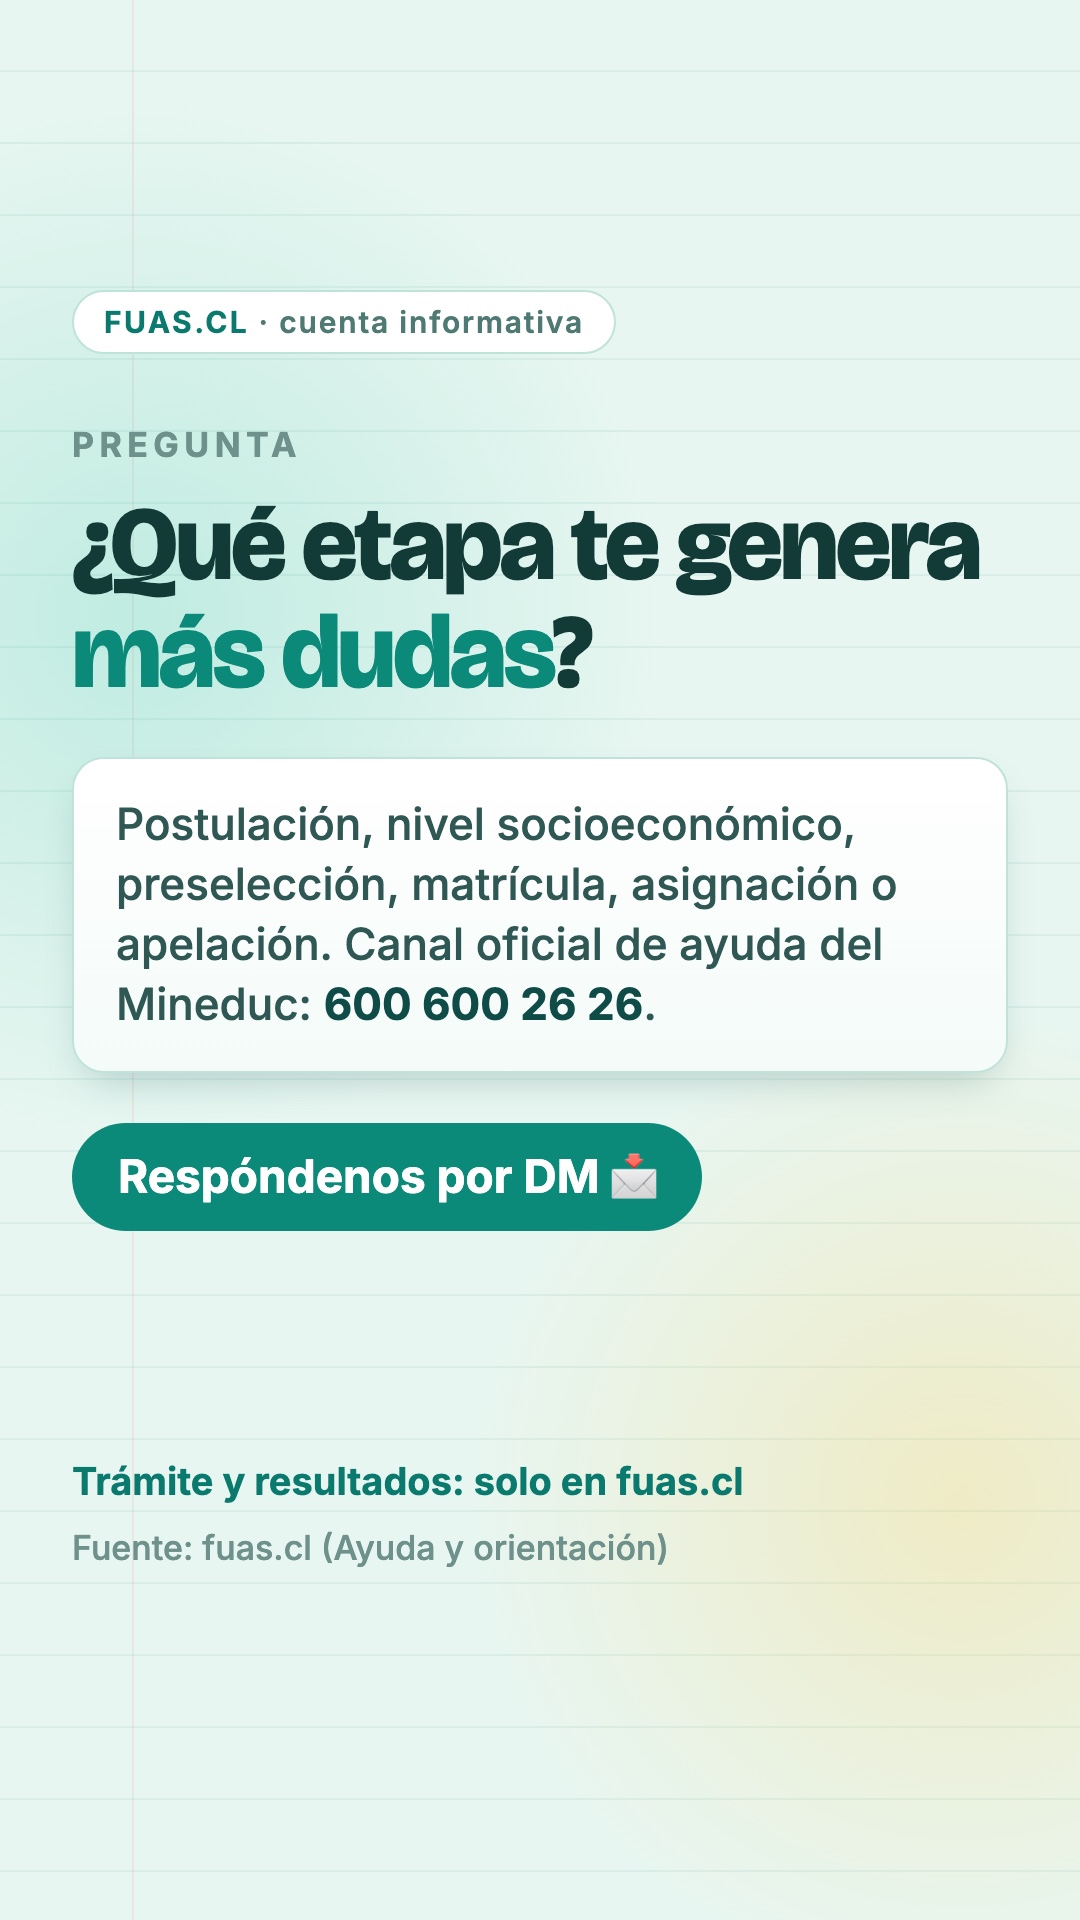 FUAS.CL · cuenta informativa
PREGUNTA
¿Qué etapa te genera
más dudas?
Postulación, nivel socioeconómico,
preselección, matrícula, asignación o
apelación. Canal oficial de ayuda del
Mineduc: 600 600 26 26.
Respóndenos por DM 📩
Trámite y resultados: solo en fuas.cl
Fuente: fuas.cl (Ayuda y orientación)